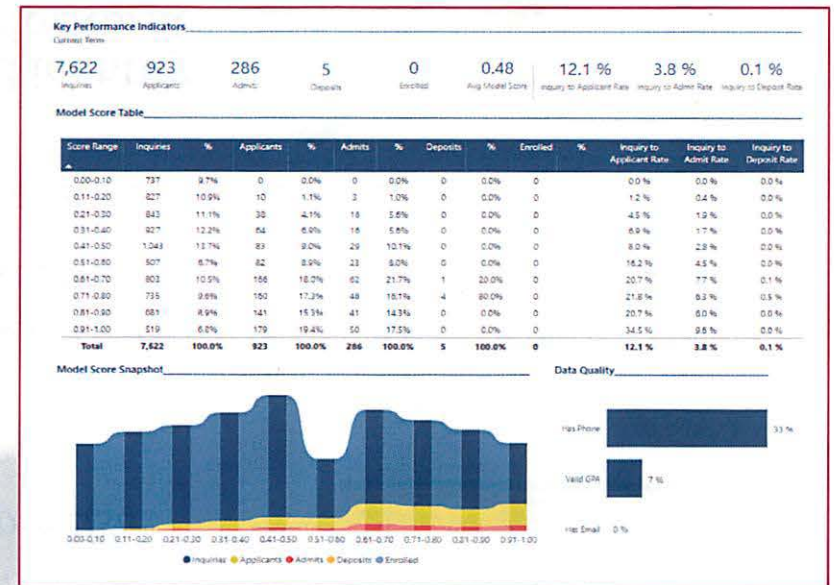 Key Performance Indicators
Current Term
7,622 923 286 5 0 0.48 12.1 % 3.8 % 0.1 %
Inquiries Applicants Admits Deposits Enrolled Avg Model Score Inquiry to Applicant Rate Inquiry to Admit Rate Inquiry to Deposit Rate
Model Score Table
Score Range Inquiries % Applicants % Admits % Deposits % Enrolled % Inquiry to Applicant Rate Inquiry to Admit Rate Inquiry to Deposit Rate
0.00-0.10 737 9.7% 0 0.0% 0 0.0% 0 0.0% 0 0.0 % 0.0 % 0.0 %
0.11-0.20 827 10.9% 10 1.1% 3 1.0% 0 0.0% 0 1.2 % 0.4 % 0.0 %
0.21-0.30 843 11.1% 38 4.1% 16 5.6% 0 0.0% 0 4.5 % 1.9 % 0.0 %
0.31-0.40 927 12.2% 64 6.9% 16 5.6% 0 0.0% 0 6.9 % 1.7 % 0.0 %
0.41-0.50 1,043 13.7% 83 9.0% 29 10.1% 0 0.0% 0 8.0 % 2.8 % 0.0 %
0.51-0.60 507 6.7% 82 8.9% 23 8.0% 0 0.0% 0 16.2 % 4.5 % 0.0 %
0.61-0.70 803 10.5% 166 18.0% 62 21.7% 1 20.0% 0 20.7 % 7.7 % 0.1 %
0.71-0.80 735 9.6% 160 17.3% 46 16.1% 4 80.0% 0 21.8 % 6.3 % 0.5 %
0.81-0.90 681 8.9% 141 15.3% 41 14.3% 0 0.0% 0 20.7 % 6.0 % 0.0 %
0.91-1.00 519 6.8% 179 19.4% 50 17.5% 0 0.0% 0 34.5 % 9.6 % 0.0 %
Total 7,622 100.0% 923 100.0% 286 100.0% 5 100.0% 0 12.1 % 3.8 % 0.1 %
Model Score Snapshot
0.00-0.10 0.11-0.20 0.21-0.30 0.31-0.40 0.41-0.50 0.51-0.60 0.61-0.70 0.71-0.80 0.81-0.90 0.91-1.00
Inquiries Applicants Admits Deposits Enrolled
Data Quality
Has Phone 33 %
Valid GPA 7 %
Has Email 0 %